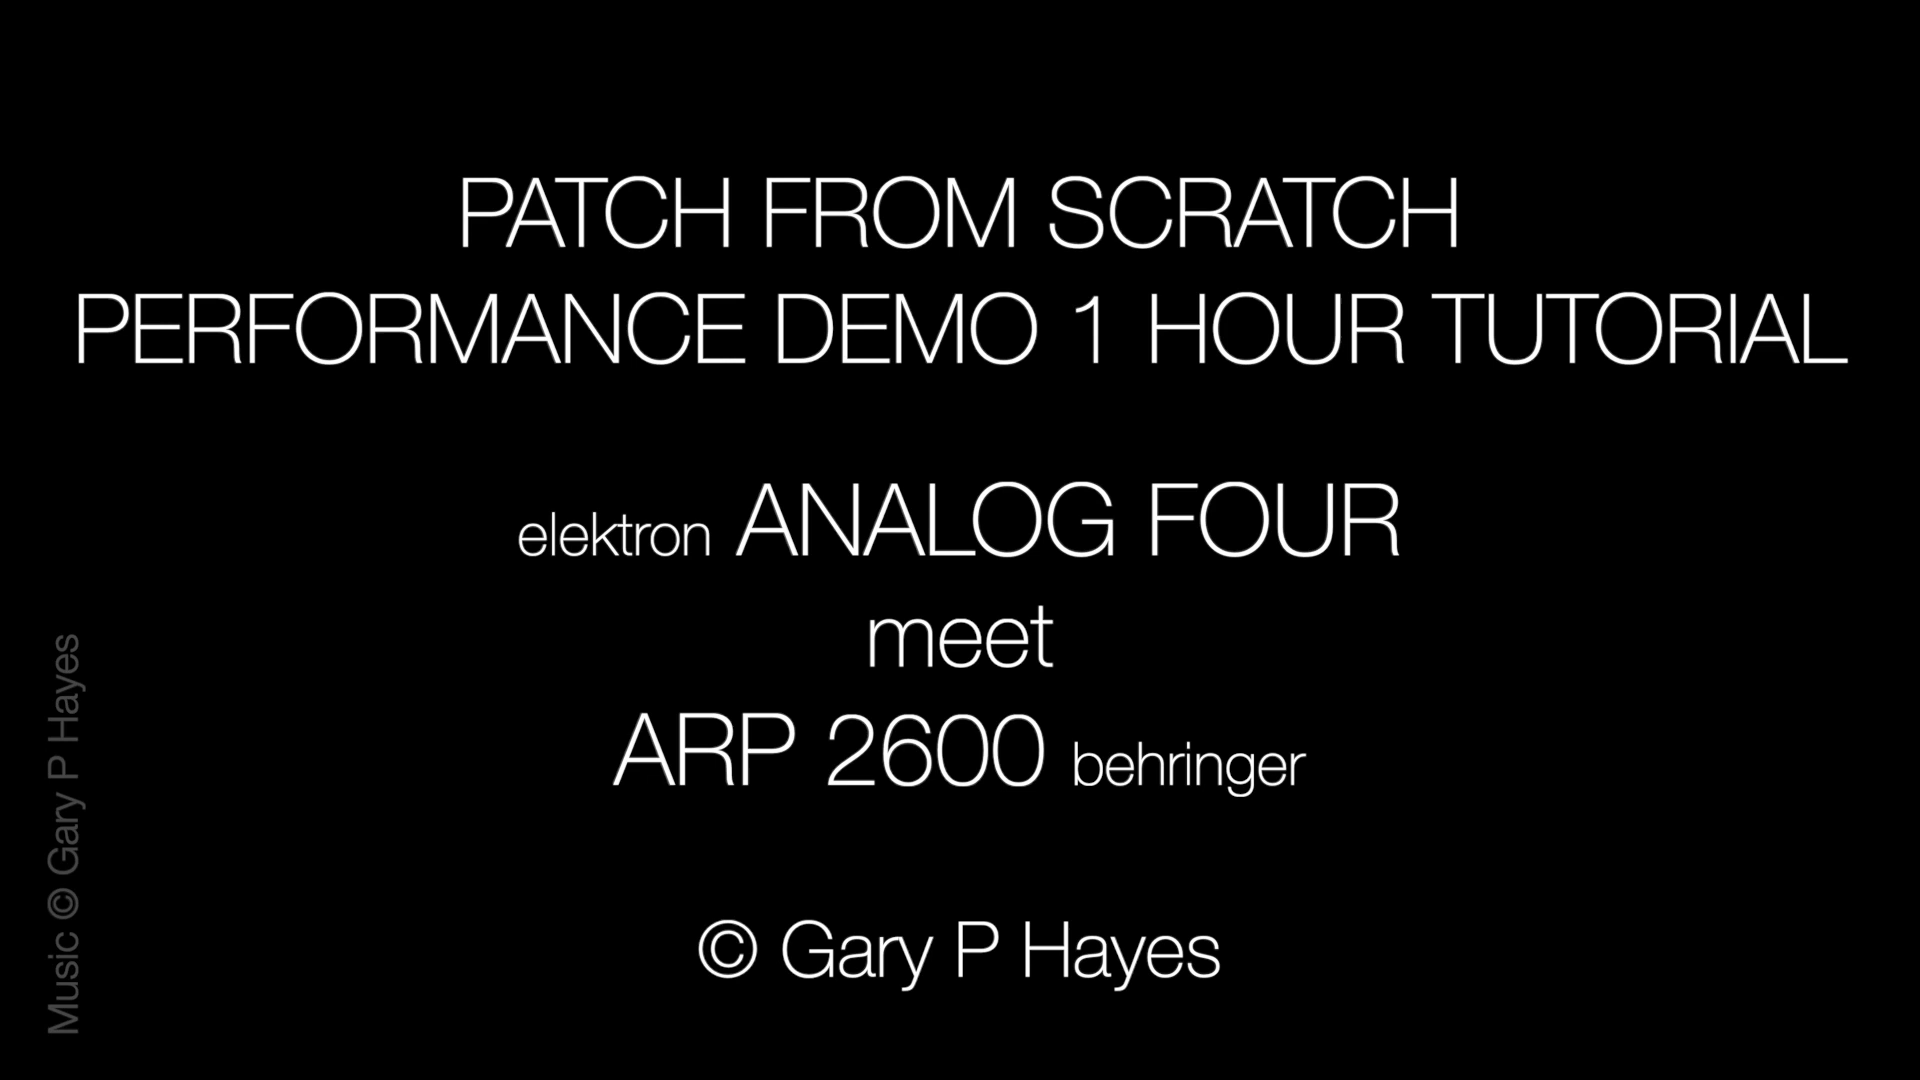 PATCH FROM SCRATCH
PERFORMANCE DEMO 1 HOUR TUTORIAL
elektron ANALOG FOUR
meet
ARP 2600 behringer
© Gary P Hayes
Music © Gary P Hayes